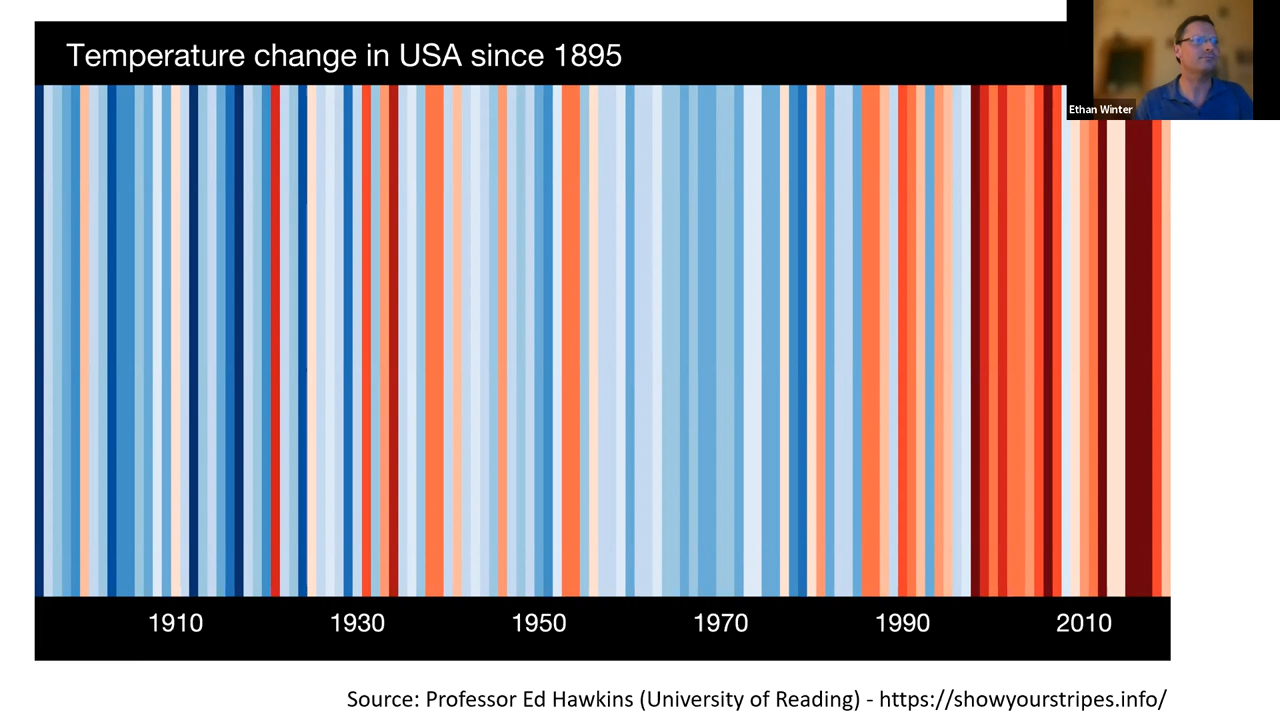 Temperature change in USA since 1895
Ethan Winter
1910 1930 1950 1970 1990 2010
Source: Professor Ed Hawkins (University of Reading) - https://showyourstripes.info/